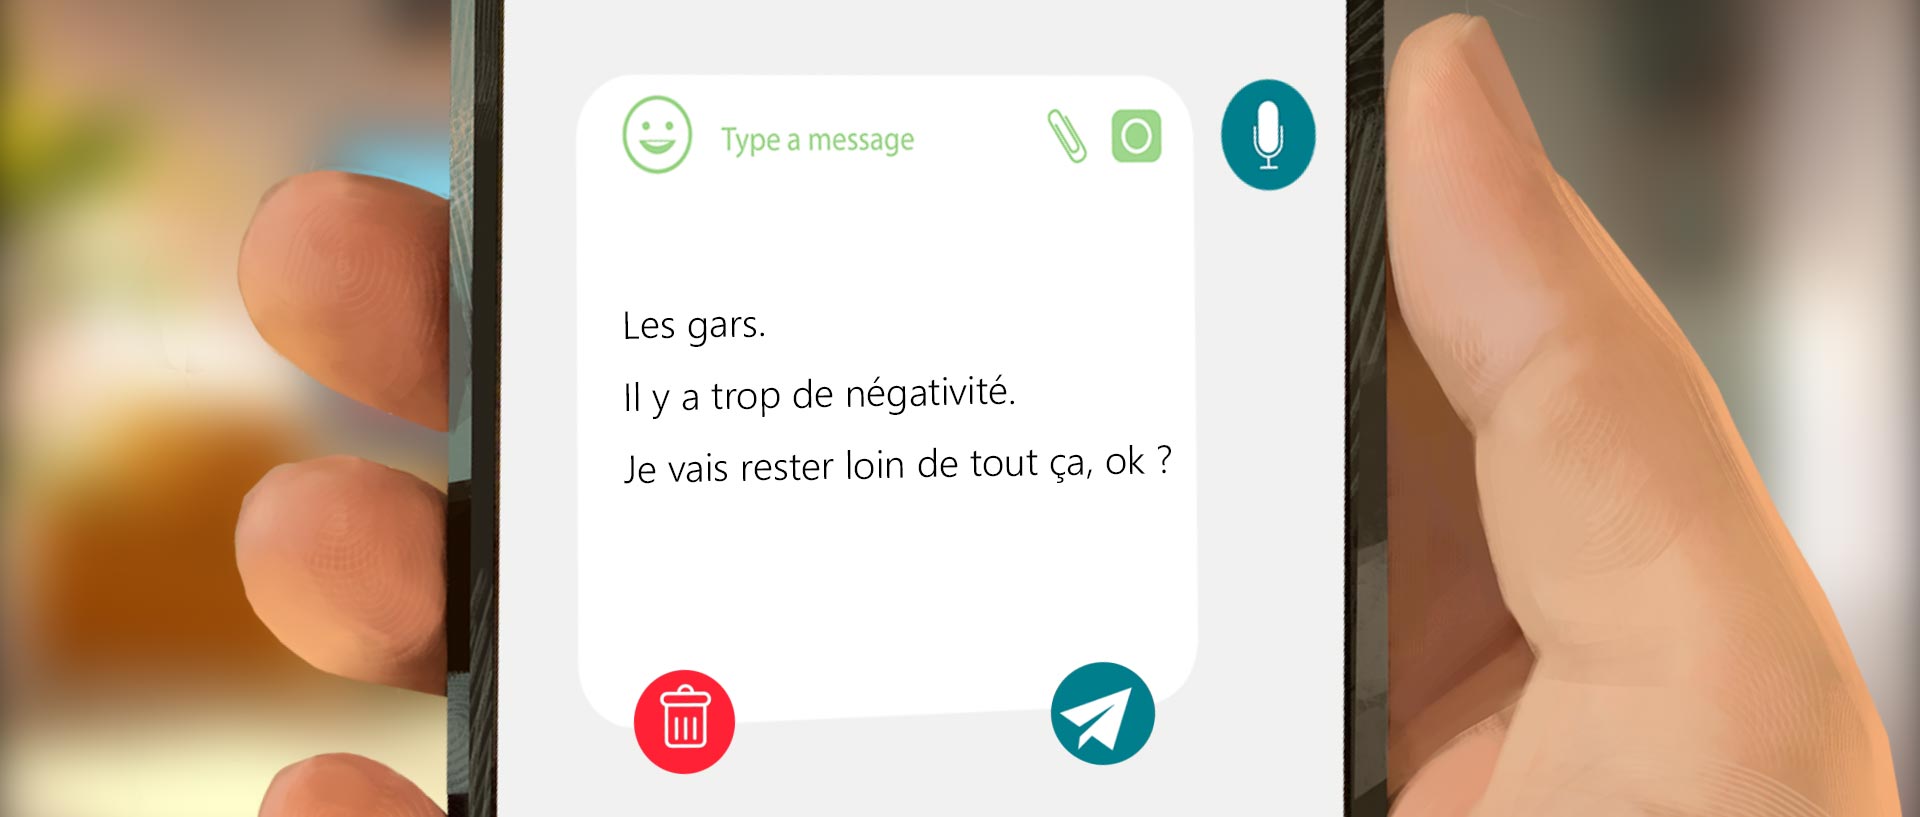 Type a message
Les gars.
Il y a trop de négativité.
Je vais rester loin de tout ça, ok ?